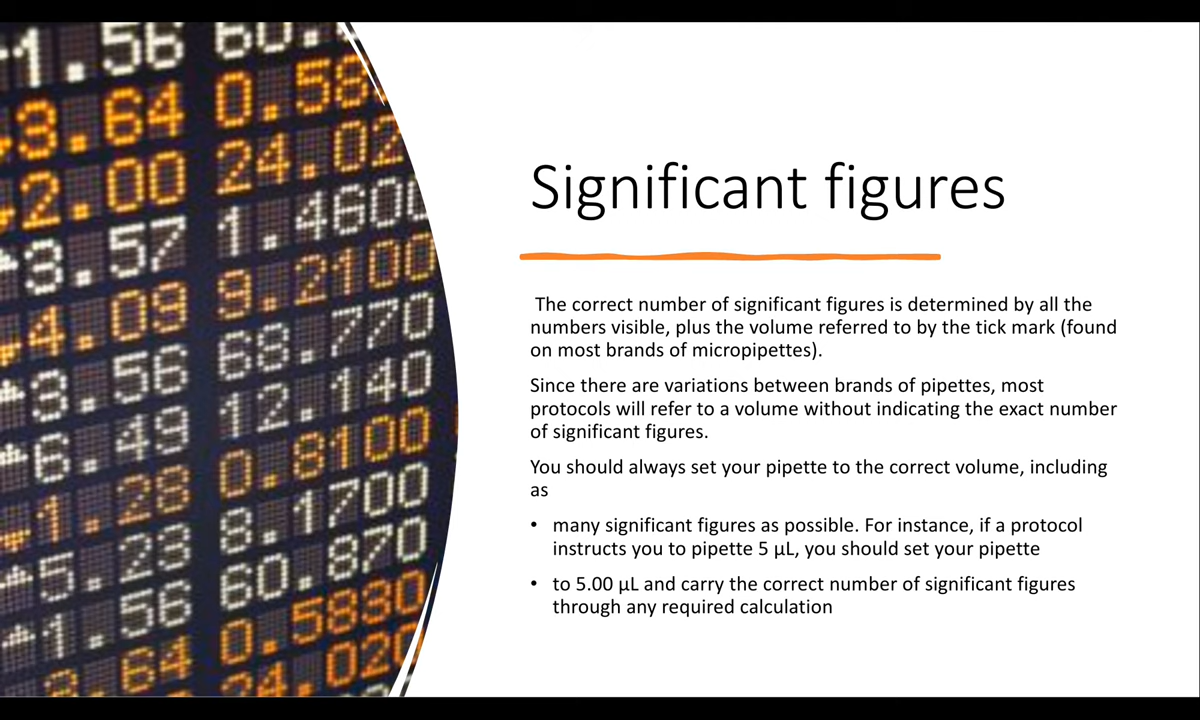 Significant figures
The correct number of significant figures is determined by all the
numbers visible, plus the volume referred to by the tick mark (found
on most brands of micropipettes).
Since there are variations between brands of pipettes, most
protocols will refer to a volume without indicating the exact number
of significant figures.
You should always set your pipette to the correct volume, including
as
• many significant figures as possible. For instance, if a protocol
instructs you to pipette 5 µL, you should set your pipette
• to 5.00 µL and carry the correct number of significant figures
through any required calculation
1.56 60.
3.64 0.58
2.00 24.02
3.57 1.460
4.09 9.2100
3.56 68.770
6.49 12.140
1.28 0.8100
5.23 8.1700
1.56 60.870
64 0.5830
24.020